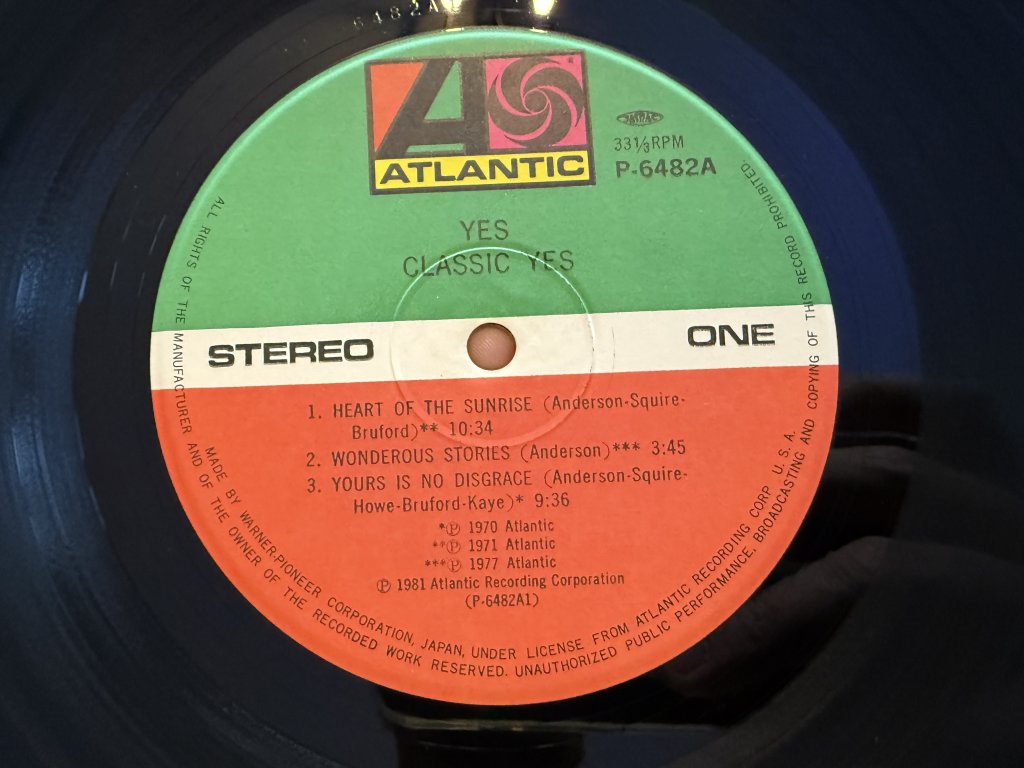 6482A
ATLANTIC
33⅓RPM
P-6482A
YES
CLASSIC YES
STEREO
ONE
1. HEART OF THE SUNRISE (Anderson-Squire-
Bruford)** 10:34
2. WONDEROUS STORIES (Anderson)*** 3:45
3. YOURS IS NO DISGRACE (Anderson-Squire-
Howe-Bruford-Kaye)* 9:36
*Ⓟ 1970 Atlantic
**Ⓟ 1971 Atlantic
***Ⓟ 1977 Atlantic
Ⓟ 1981 Atlantic Recording Corporation
(P-6482A1)
MADE BY WARNER-PIONEER CORPORATION, JAPAN, UNDER LICENSE FROM ATLANTIC RECORDING CORP. U.S.A.
ALL RIGHTS OF THE MANUFACTURER AND OF THE OWNER OF THE RECORDED WORK RESERVED. UNAUTHORIZED PUBLIC PERFORMANCE, BROADCASTING AND COPYING OF THIS RECORD PROHIBITED.